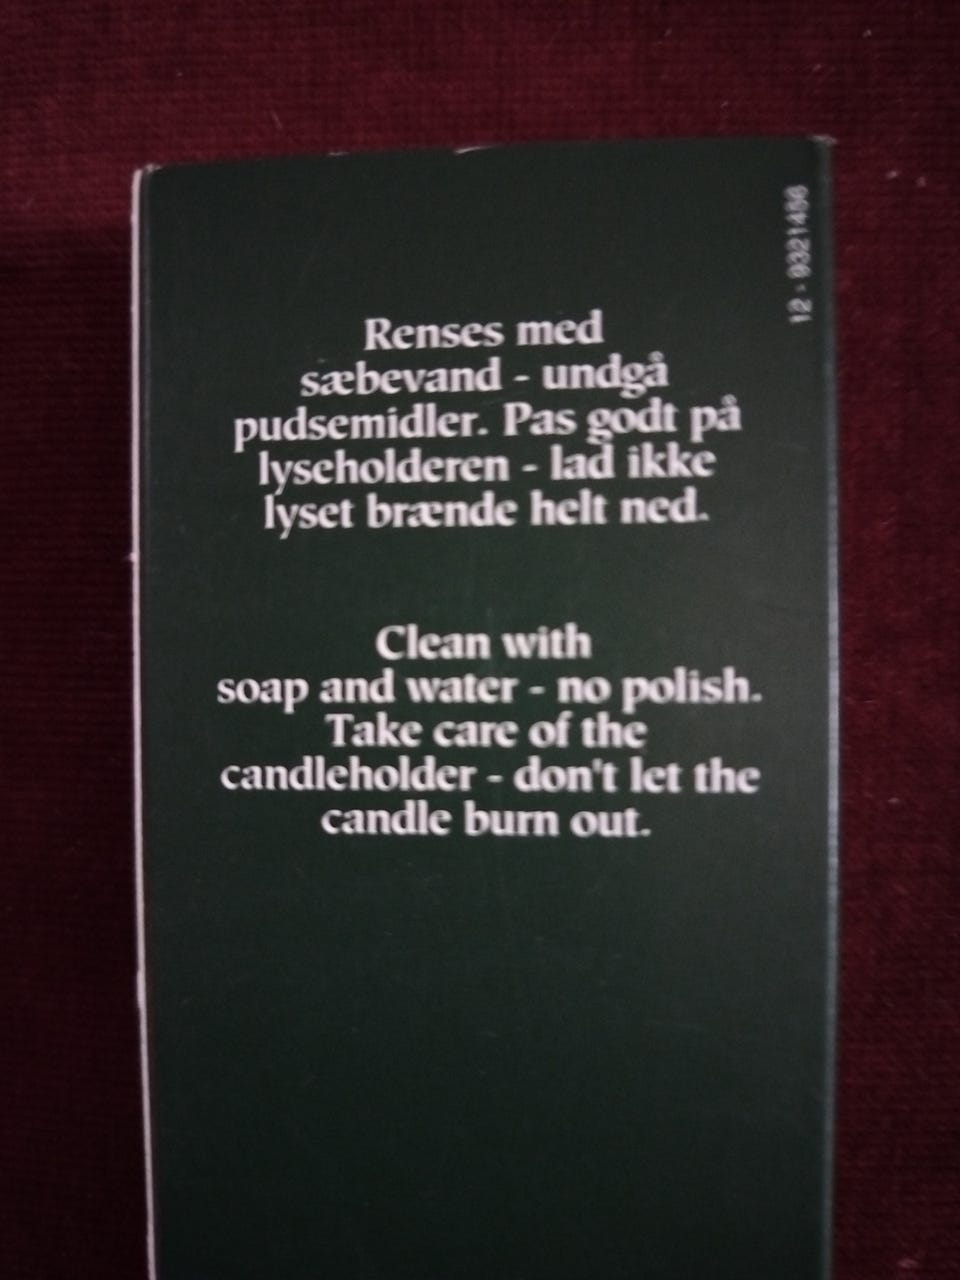 12 - 9321456
Renses med
sæbevand - undgå
pudsemidler. Pas godt på
lyseholderen - lad ikke
lyset brænde helt ned.
Clean with
soap and water - no polish.
Take care of the
candleholder - don't let the
candle burn out.